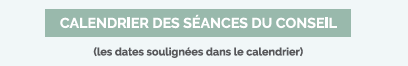 CALENDRIER DES SÉANCES DU CONSEIL
(les dates soulignées dans le calendrier)